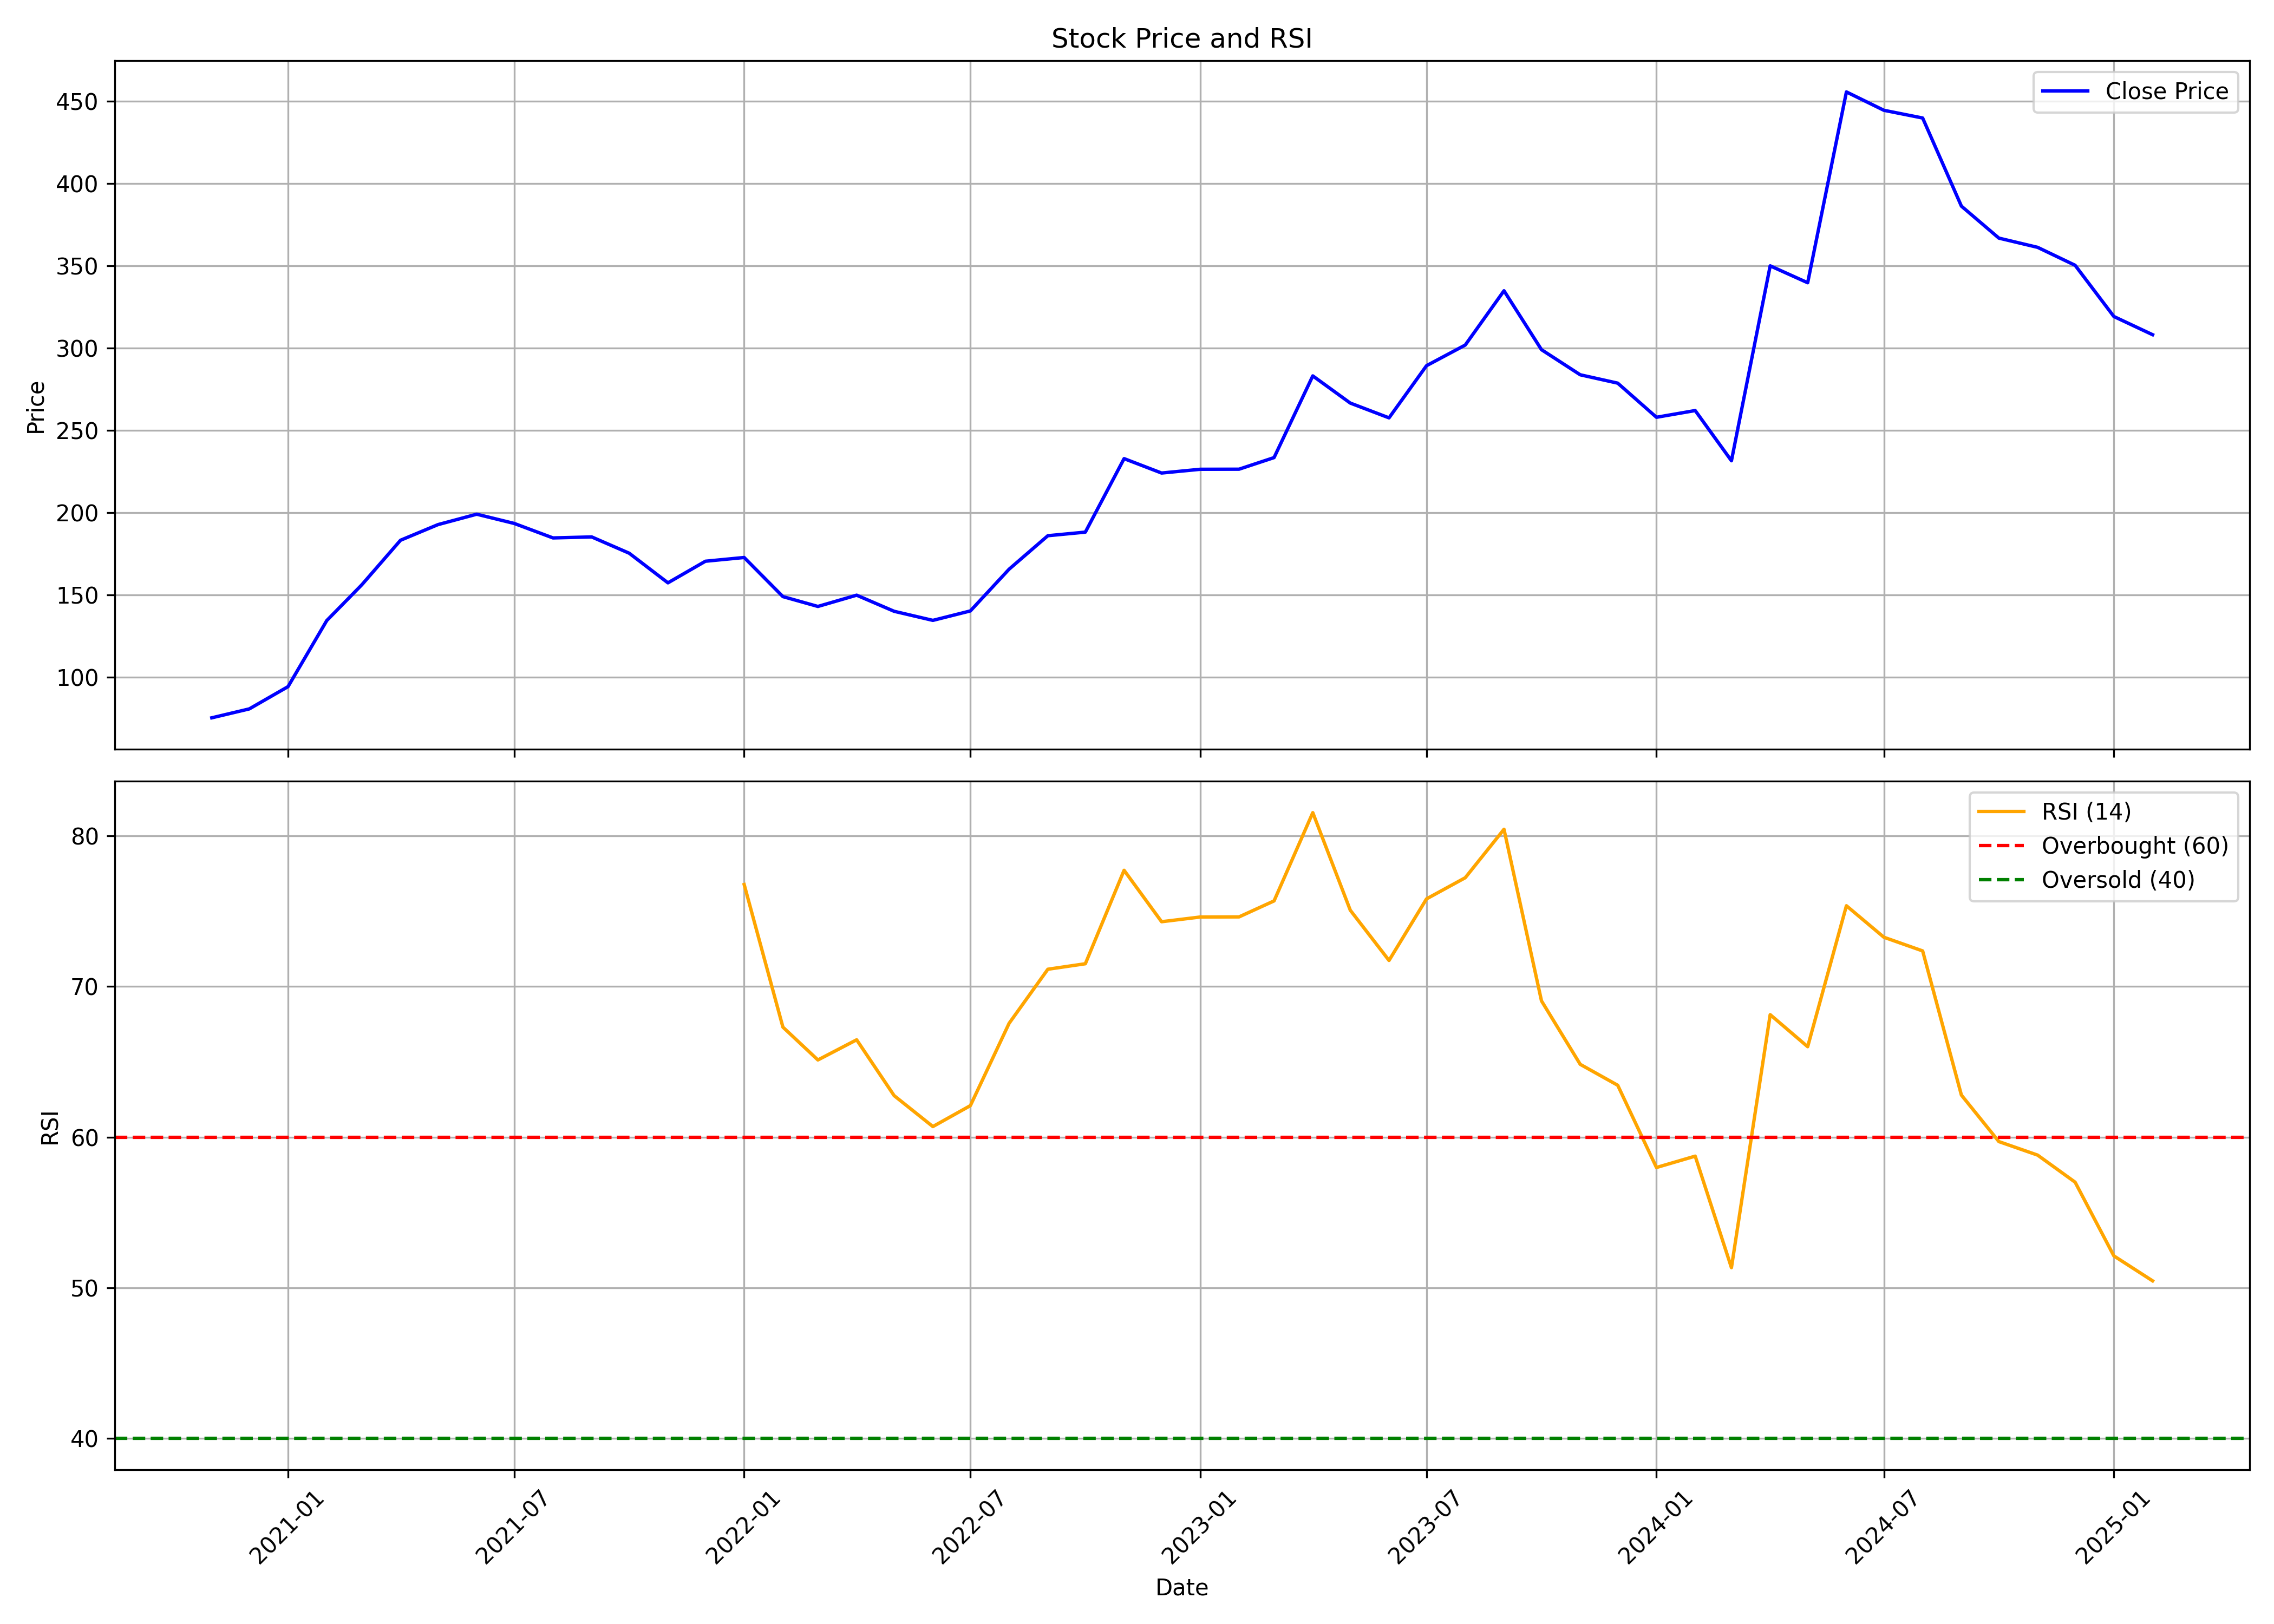 Stock Price and RSI
Close Price
450
400
350
300
250
200
150
100
Price
RSI (14)
Overbought (60)
Oversold (40)
80
70
60
50
40
RSI
2021-01
2021-07
2022-01
2022-07
2023-01
2023-07
2024-01
2024-07
2025-01
Date